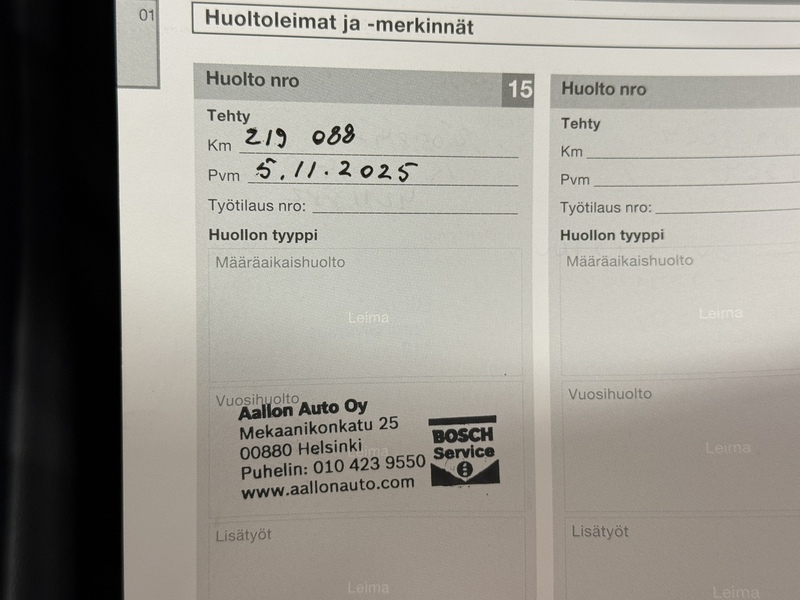 01
Huoltoleimat ja -merkinnät
Huolto nro 15
Tehty
Km 219 088
Pvm 5.11.2025
Työtilaus nro:
Huollon tyyppi
Määräaikaishuolto
Leima
Vuosihuolto
Aallon Auto Oy
Mekaanikonkatu 25
00880 Helsinki
Puhelin: 010 423 9550
www.aallonauto.com
BOSCH
Service
Lisätyöt
Leima
Huolto nro
Tehty
Km
Pvm
Työtilaus nro:
Huollon tyyppi
Määräaikaishuolto
Leima
Vuosihuolto
Leima
Lisätyöt
Leima